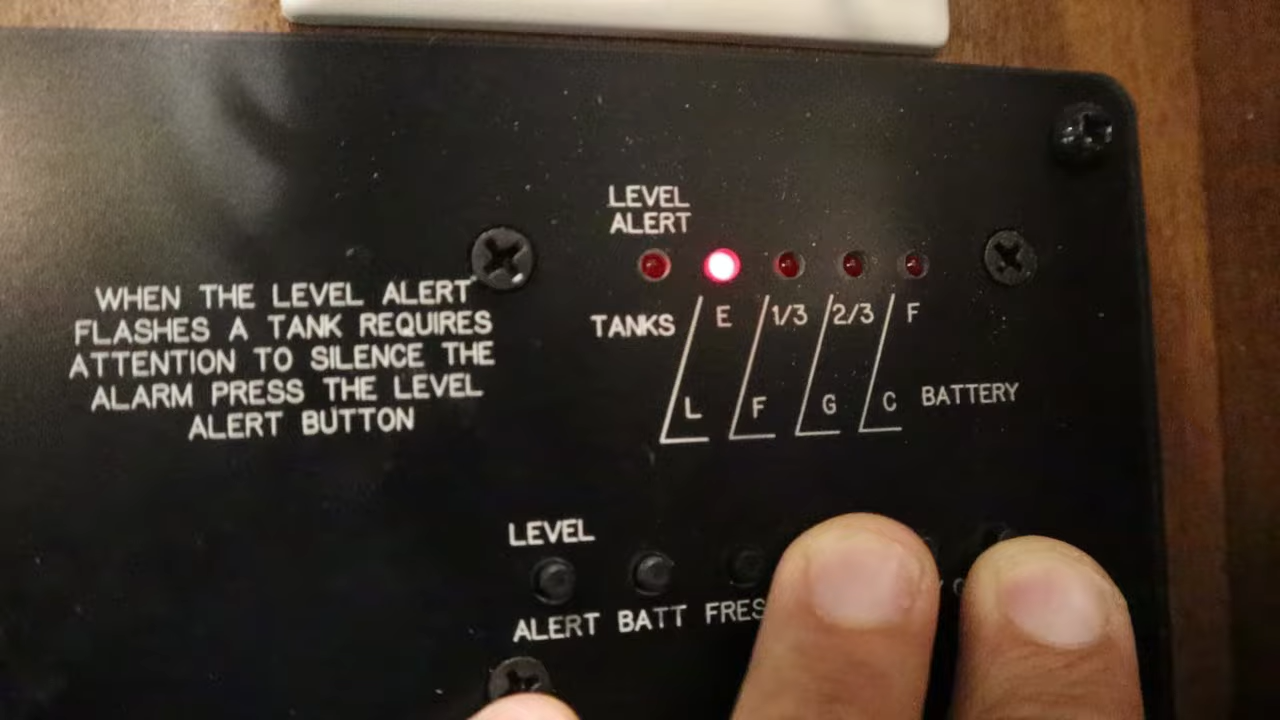 LEVEL
ALERT
WHEN THE LEVEL ALERT
FLASHES A TANK REQUIRES
ATTENTION TO SILENCE THE
ALARM PRESS THE LEVEL
ALERT BUTTON
TANKS E 1/3 2/3 F
L F G C BATTERY
LEVEL
ALERT BATT